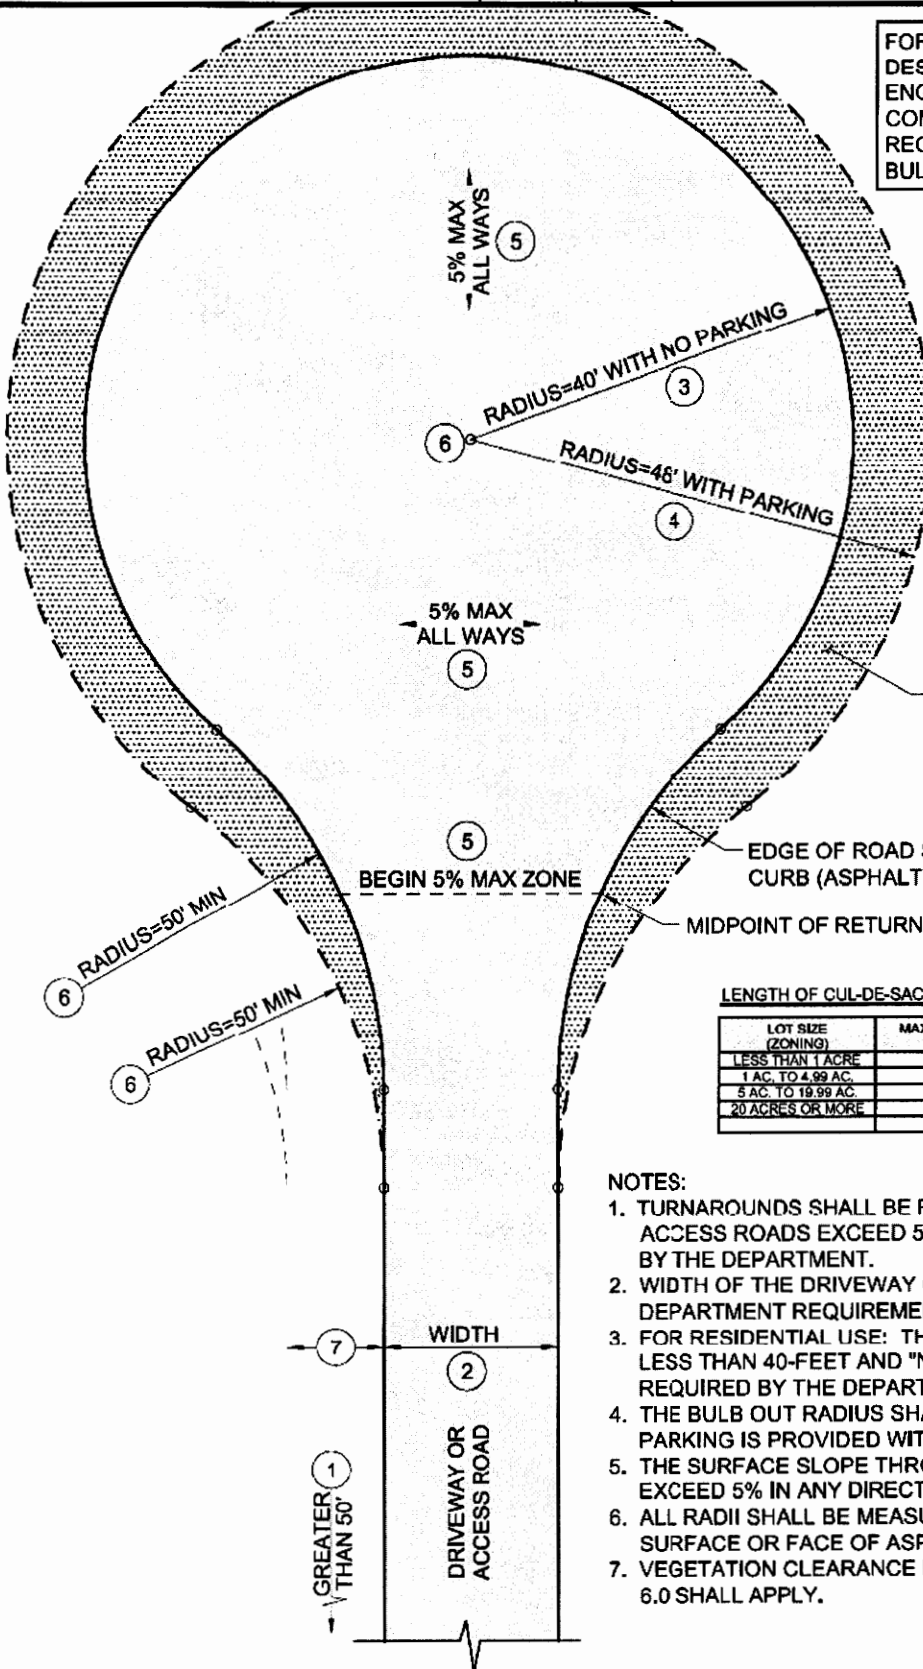 FOR
DES
ENG
COM
REQ
BUL
5% MAX
ALL WAYS
5
RADIUS=40' WITH NO PARKING
3
6
RADIUS=48' WITH PARKING
4
5% MAX
ALL WAYS
5
5
BEGIN 5% MAX ZONE
EDGE OF ROAD
CURB (ASPHALT
MIDPOINT OF RETURN
RADIUS=50' MIN
6
RADIUS=50' MIN
6
LENGTH OF CUL-DE-SAC
LOT SIZE MAX
(ZONING)
LESS THAN 1 ACRE
1 AC. TO 4.99 AC.
5 AC. TO 19.99 AC.
20 ACRES OR MORE
NOTES:
1. TURNAROUNDS SHALL BE
ACCESS ROADS EXCEED 5
BY THE DEPARTMENT.
2. WIDTH OF THE DRIVEWAY
DEPARTMENT REQUIREME
3. FOR RESIDENTIAL USE: TH
LESS THAN 40-FEET AND "N
REQUIRED BY THE DEPART
4. THE BULB OUT RADIUS SHA
PARKING IS PROVIDED WIT
5. THE SURFACE SLOPE THRO
EXCEED 5% IN ANY DIRECT
6. ALL RADII SHALL BE MEASU
SURFACE OR FACE OF ASP
7. VEGETATION CLEARANCE
6.0 SHALL APPLY.
7
WIDTH
2
1
GREATER
THAN 50'
DRIVEWAY OR
ACCESS ROAD